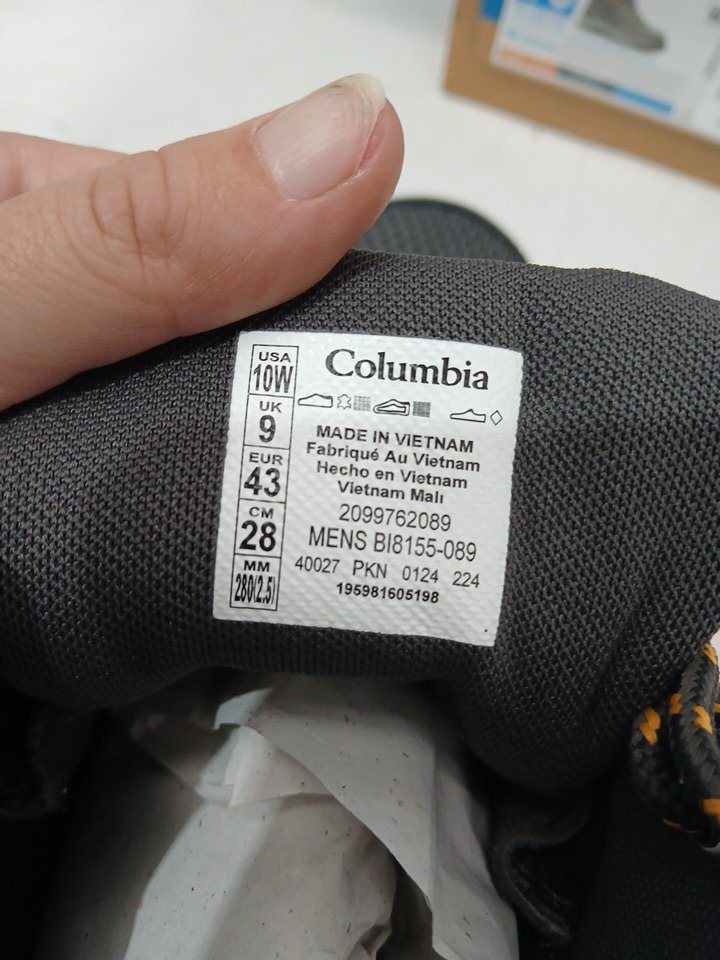 USA
10W
UK
9
EUR
43
CM
28
MM
280(2.5)
Columbia
MADE IN VIETNAM
Fabriqué Au Vietnam
Hecho en Vietnam
Vietnam Malı
2099762089
MENS BI8155-089
40027 PKN 0124 224
195981605198